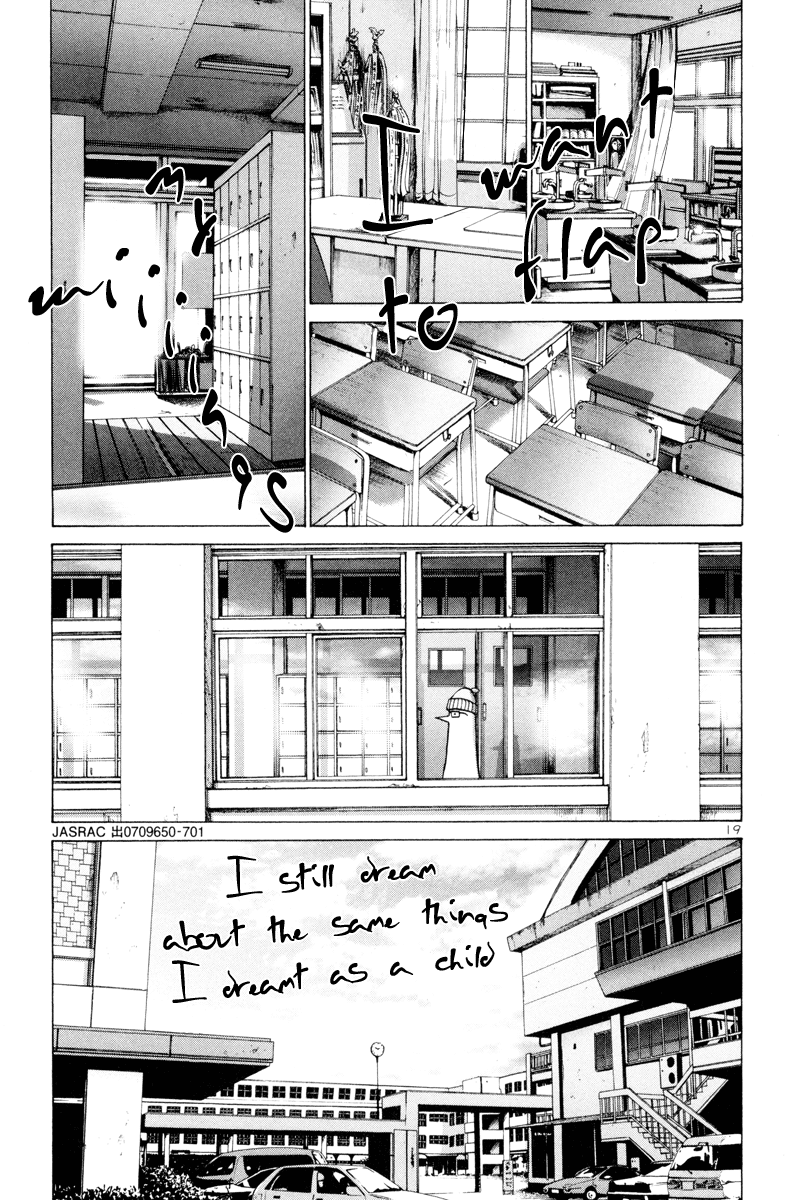 I want
to flap
my
wiiiings
JASRAC 出0709650-701
19
I still dream
about the same things
I dreamt as a child